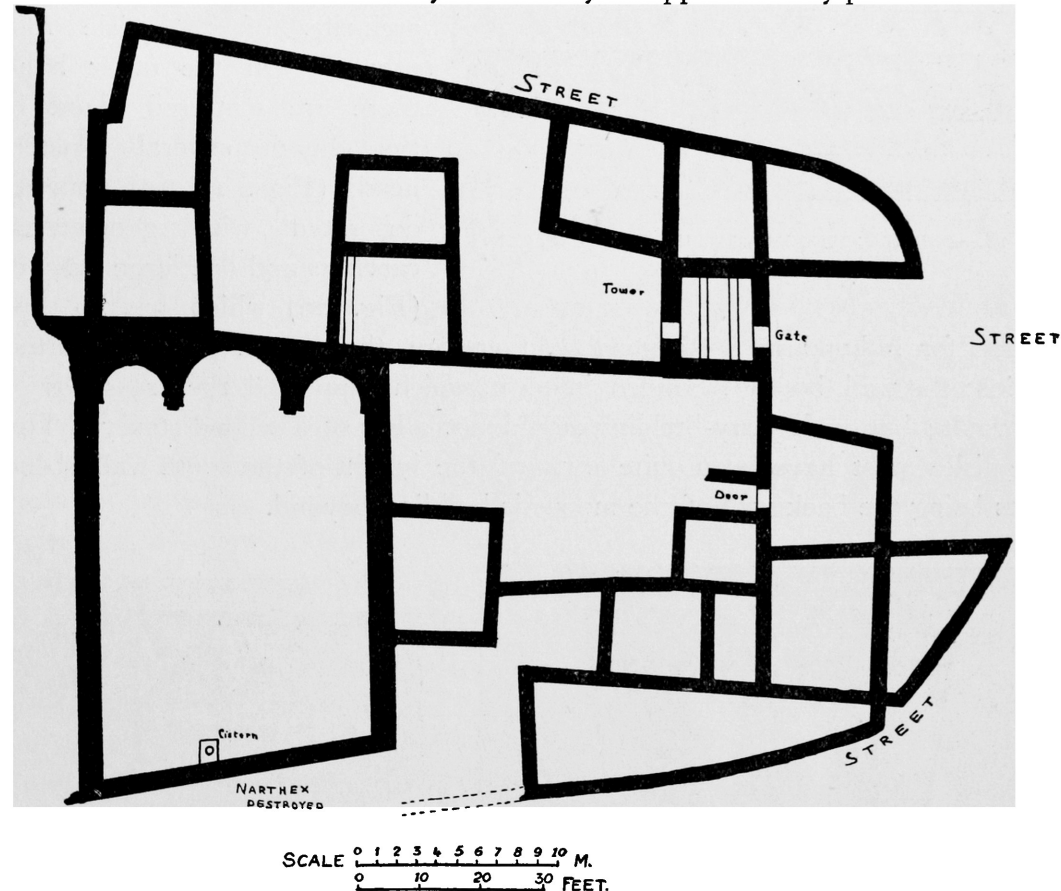 STREET
Tower
Gate
STREET
Door
Cistern
NARTHEX
DESTROYED
STREET
SCALE 0 1 2 3 4 5 6 7 8 9 10 M.
0 10 20 30 FEET.